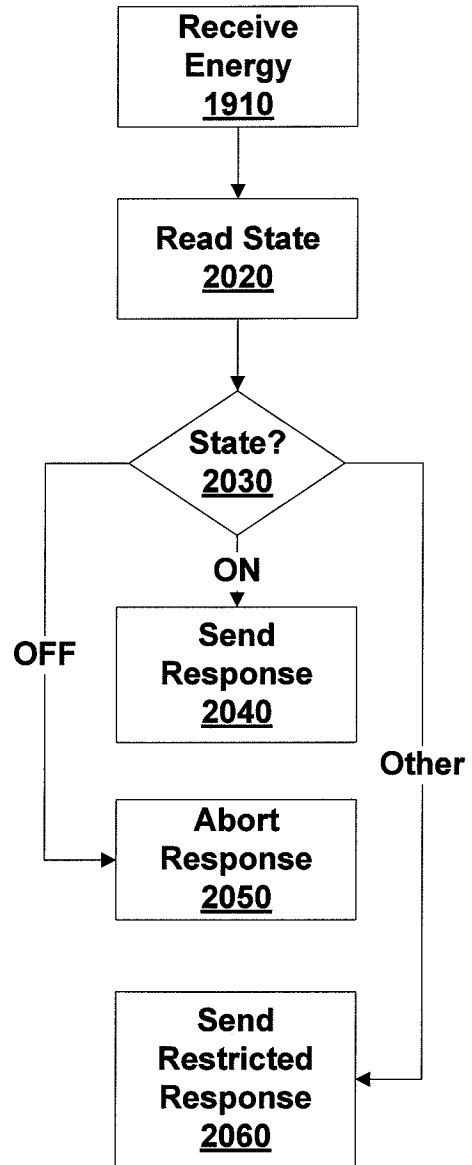 Receive
Energy
1910
Read State
2020
State?
2030
ON
Send
Response
2040
OFF
Other
Abort
Response
2050
Send
Restricted
Response
2060